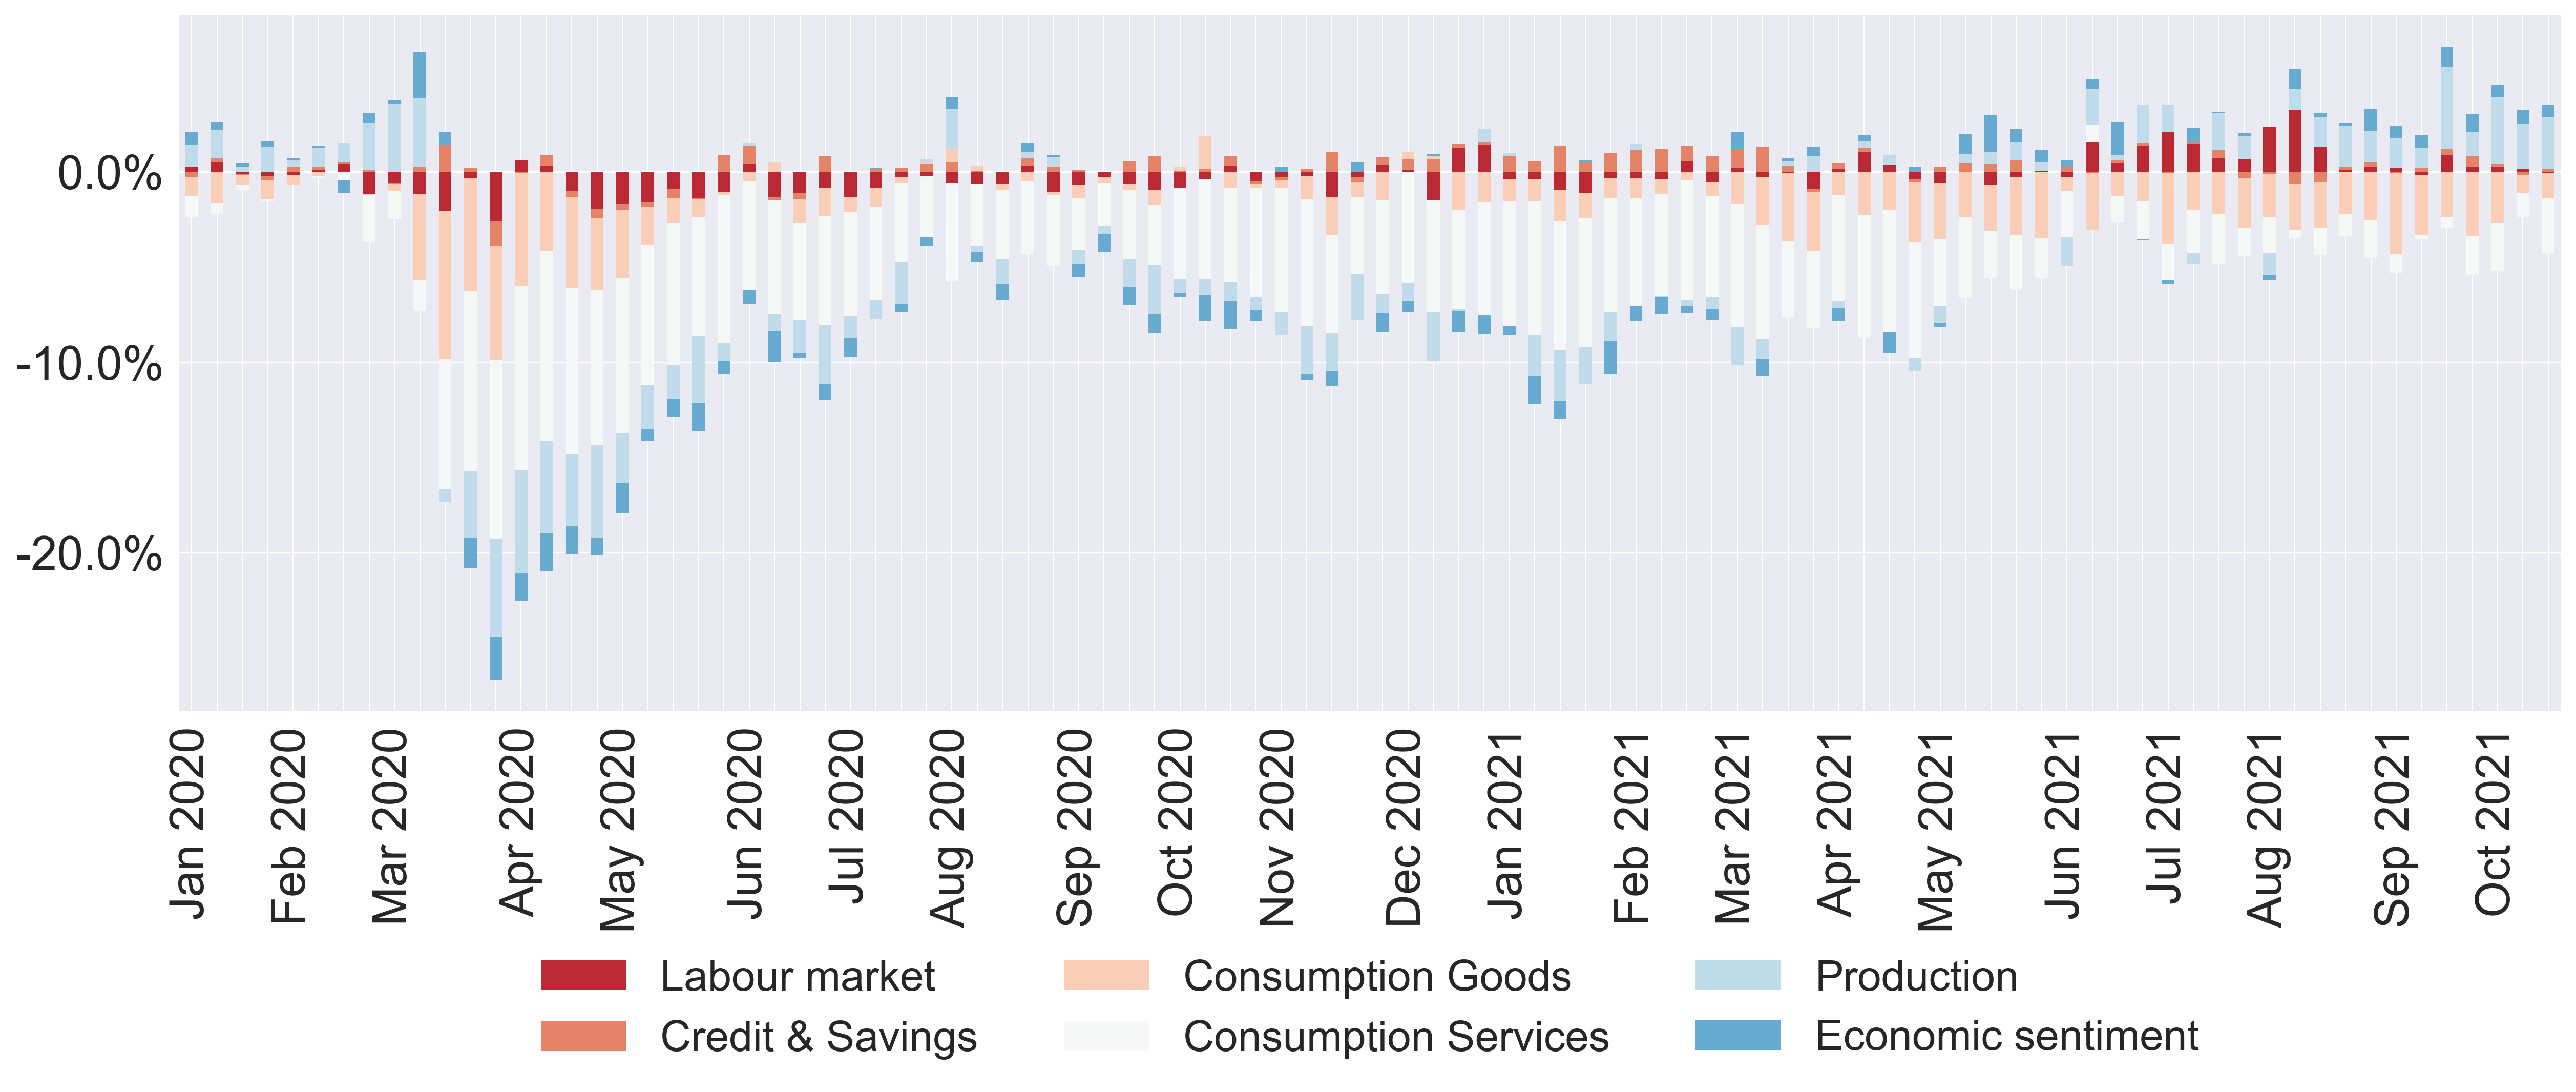 0.0%
-10.0%
-20.0%
Jan 2020
Feb 2020
Mar 2020
Apr 2020
May 2020
Jun 2020
Jul 2020
Aug 2020
Sep 2020
Oct 2020
Nov 2020
Dec 2020
Jan 2021
Feb 2021
Mar 2021
Apr 2021
May 2021
Jun 2021
Jul 2021
Aug 2021
Sep 2021
Oct 2021
Labour market
Consumption Goods
Production
Credit & Savings
Consumption Services
Economic sentiment